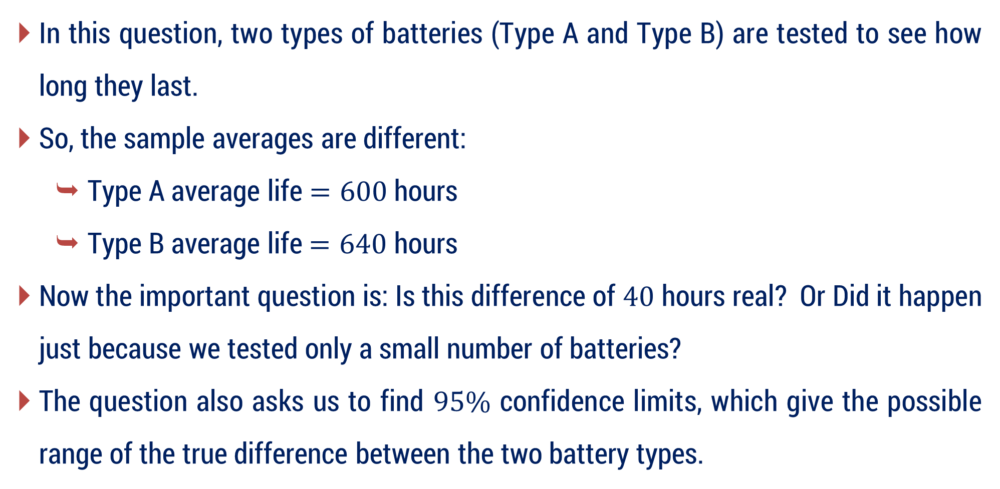 In this question, two types of batteries (Type A and Type B) are tested to see how
long they last.
So, the sample averages are different:
Type A average life = 600 hours
Type B average life = 640 hours
Now the important question is: Is this difference of 40 hours real? Or Did it happen
just because we tested only a small number of batteries?
The question also asks us to find 95% confidence limits, which give the possible
range of the true difference between the two battery types.